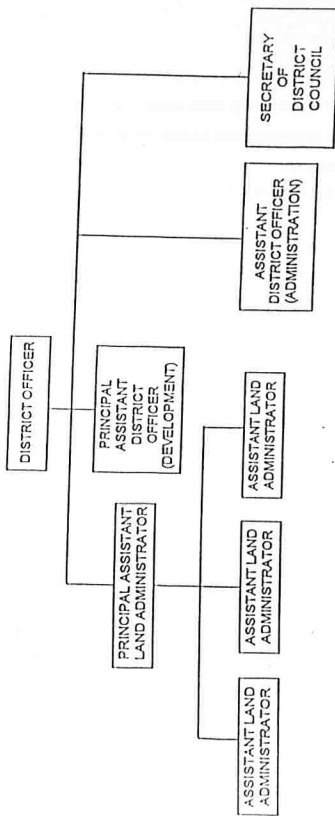 DISTRICT OFFICER
PRINCIPAL ASSISTANT
LAND ADMINISTRATOR
PRINCIPAL
ASSISTANT
DISTRICT
OFFICER
(DEVELOPMENT)
ASSISTANT
DISTRICT OFFICER
(ADMINISTRATION)
SECRETARY
OF
DISTRICT
COUNCIL
ASSISTANT LAND
ADMINISTRATOR
ASSISTANT LAND
ADMINISTRATOR
ASSISTANT LAND
ADMINISTRATOR